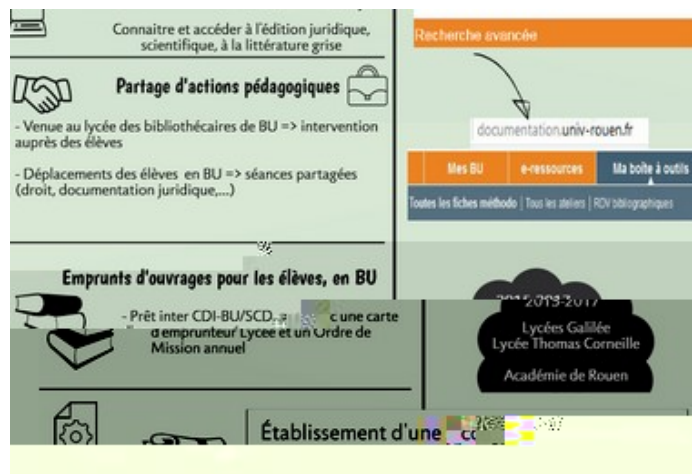 Connaitre et accéder à l'édition juridique,
scientifique, à la littérature grise
Partage d'actions pédagogiques
- Venue au lycée des bibliothécaires de BU => intervention
auprès des élèves
- Déplacements des élèves en BU => séances partagées
(droit, documentation juridique,...)
Emprunts d'ouvrages pour les élèves, en BU
- Prêt inter CDI-BU/SCD, c une carte
d'emprunteur Lycée et un Ordre de
Mission annuel
Établissement d'une
Recherche avancée
documentation.univ-rouen.fr
Mes BU e-ressources Ma boîte à outils
Toutes les fiches méthodo | Tous les ateliers | RDV bibliographiques
Lycées Galilée
Lycée Thomas Corneille
Académie de Rouen